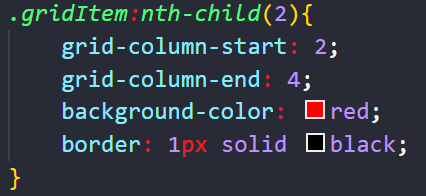 .gridItem:nth-child(2){
    grid-column-start: 2;
    grid-column-end: 4;
    background-color: red;
    border: 1px solid black;
}